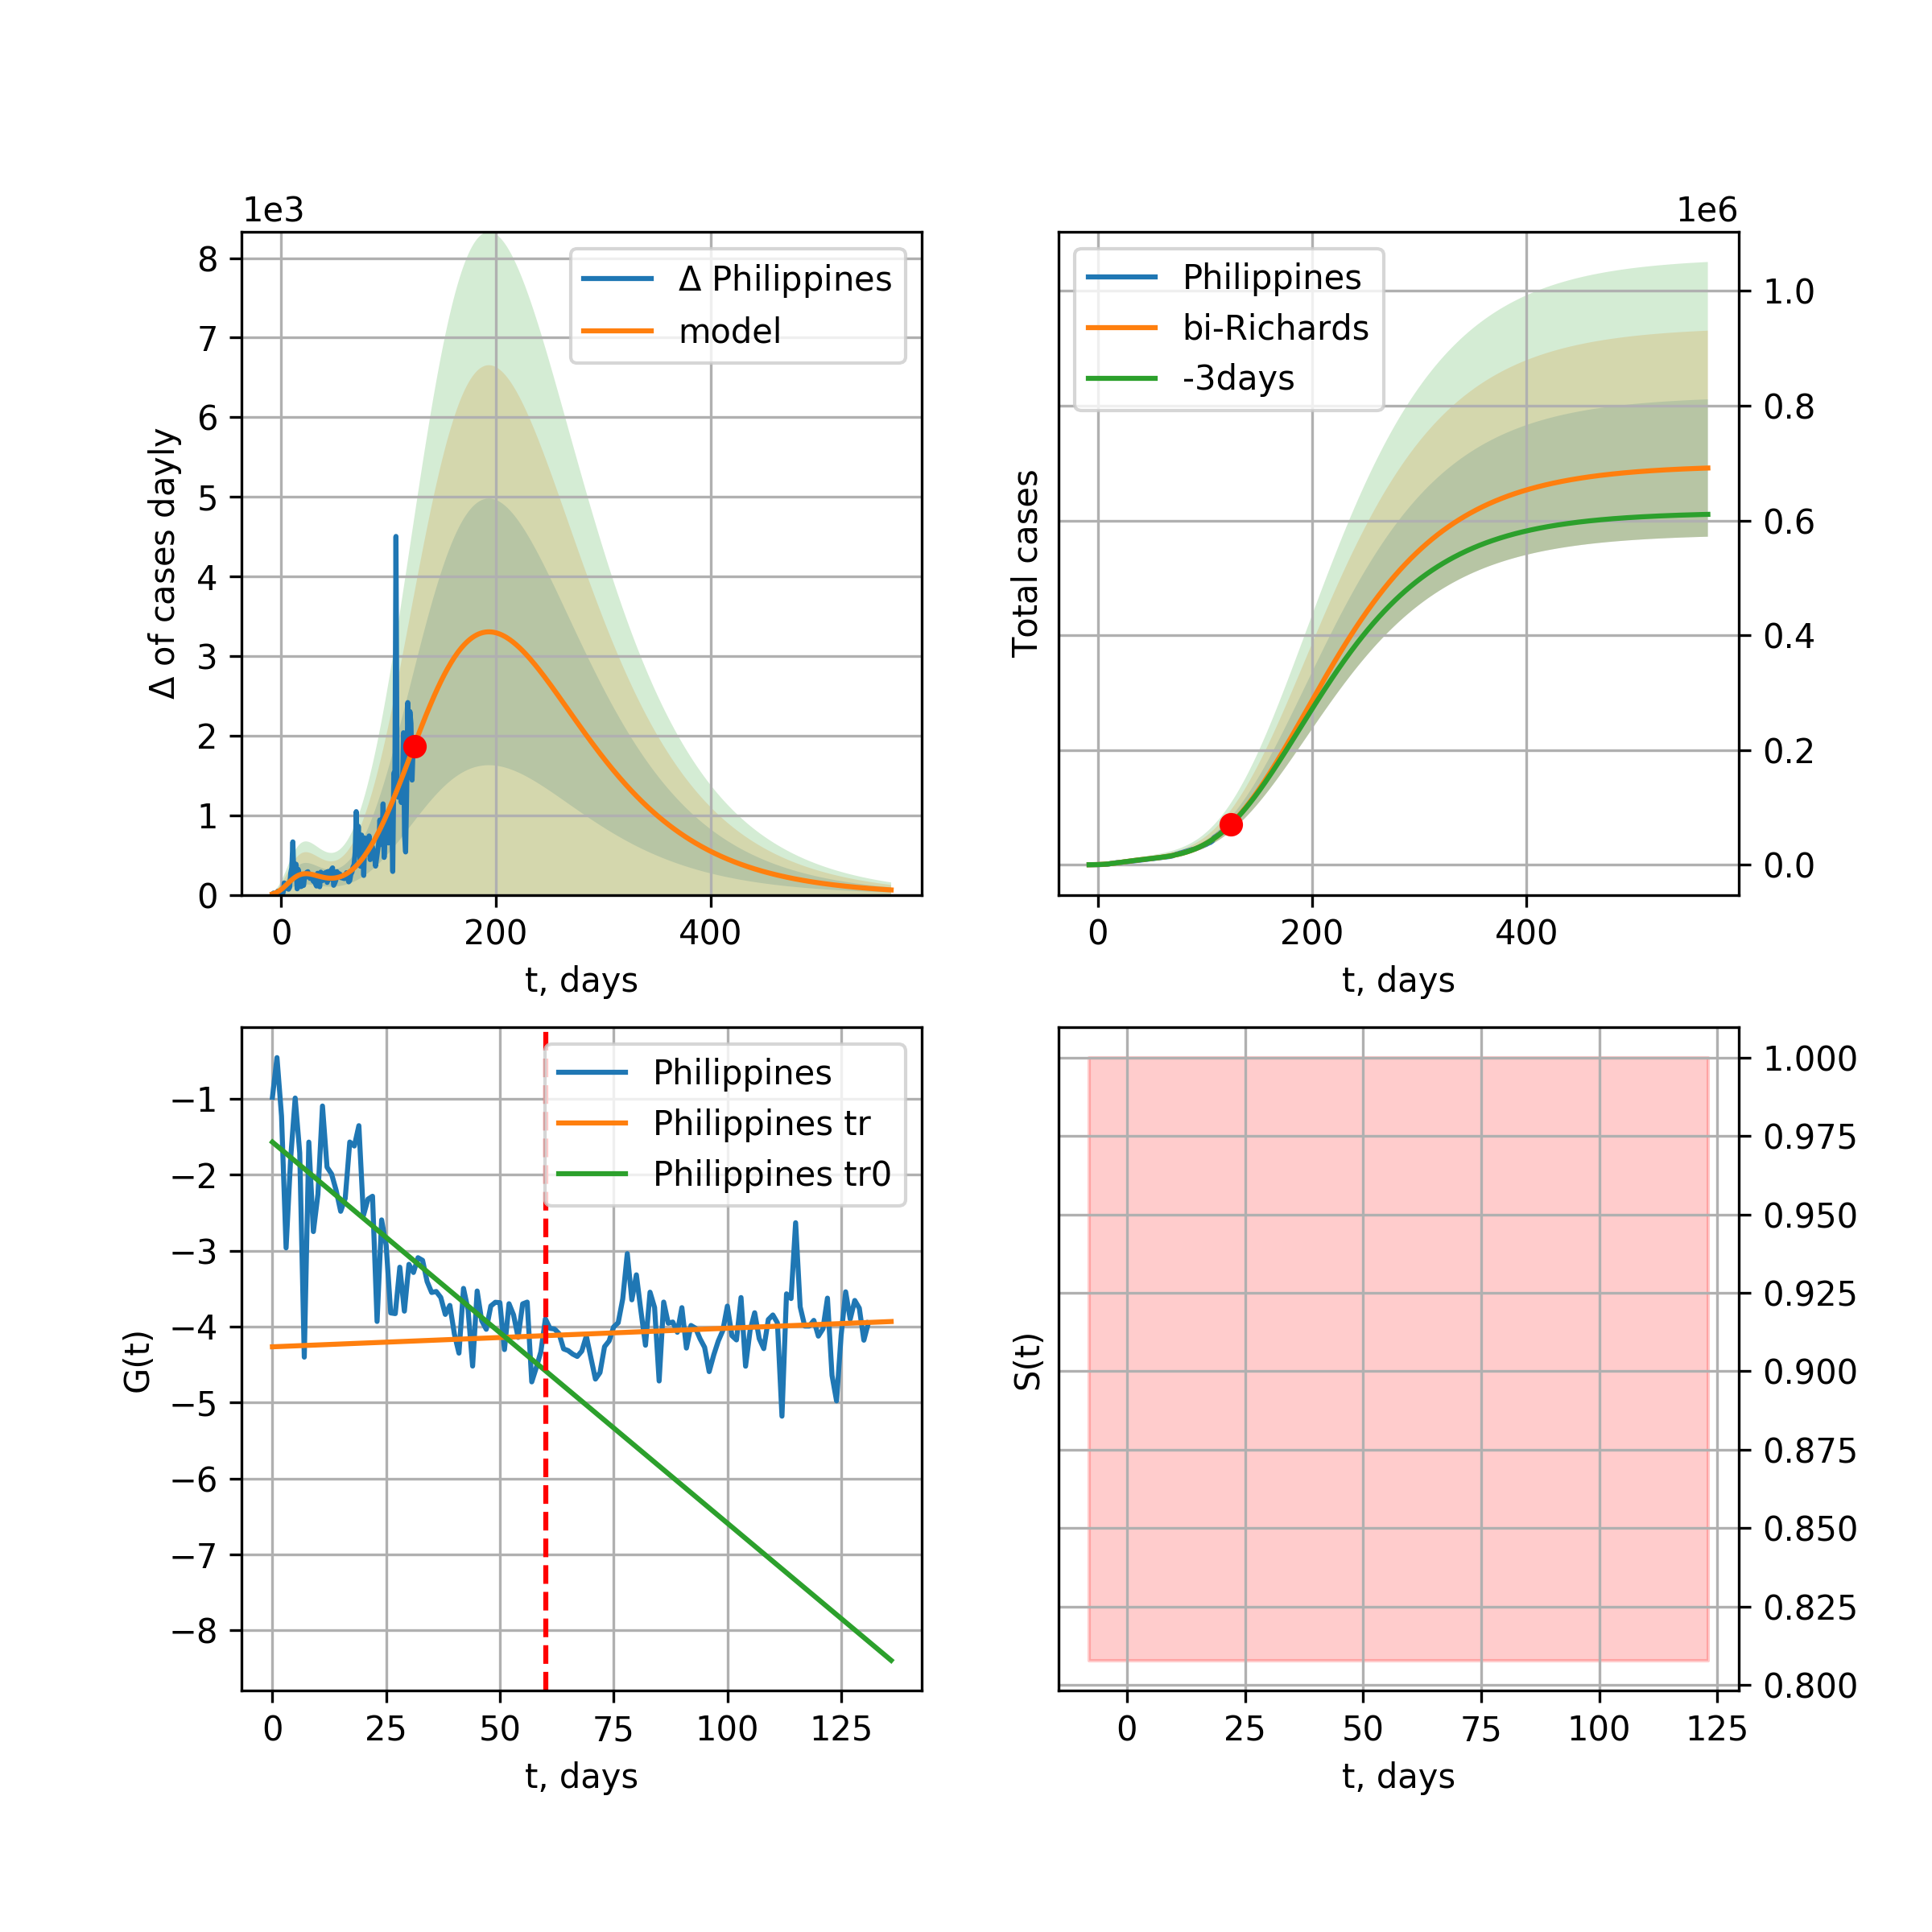 1e3
8
7
6
5
4
3
2
1
0
Δ of cases dayly
Δ Philippines
model
0 200 400
t, days
1e6
1.0
0.8
0.6
0.4
0.2
0.0
Total cases
Philippines
bi-Richards
-3days
0 200 400
t, days
−1
−2
−3
−4
−5
−6
−7
−8
G(t)
Philippines
Philippines tr
Philippines tr0
0 25 50 75 100 125
t, days
1.000
0.975
0.950
0.925
0.900
0.875
0.850
0.825
0.800
S(t)
0 25 50 75 100 125
t, days